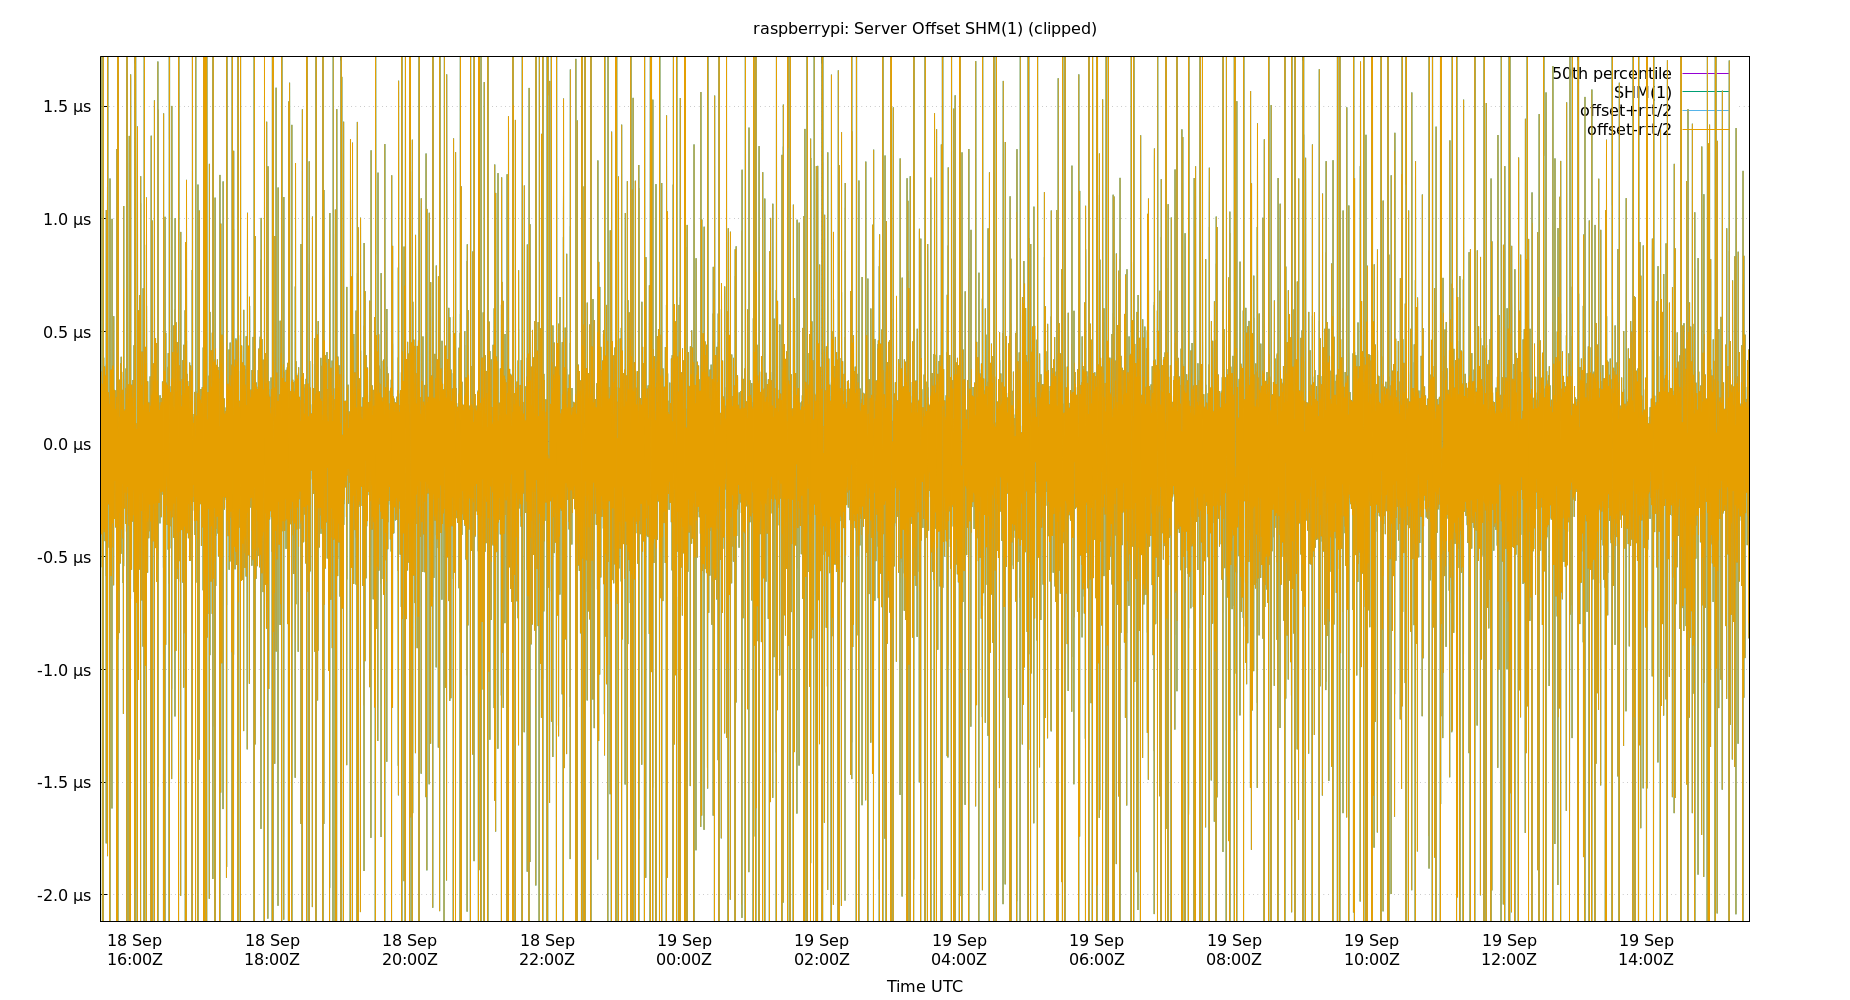 raspberrypi: Server Offset SHM(1) (clipped)
50th percentile
SHM(1)
offset+rtt/2
offset-rtt/2
1.5 µs
1.0 µs
0.5 µs
0.0 µs
-0.5 µs
-1.0 µs
-1.5 µs
-2.0 µs
18 Sep 18 Sep 18 Sep 18 Sep 19 Sep 19 Sep 19 Sep 19 Sep 19 Sep 19 Sep 19 Sep 19 Sep
16:00Z 18:00Z 20:00Z 22:00Z 00:00Z 02:00Z 04:00Z 06:00Z 08:00Z 10:00Z 12:00Z 14:00Z
Time UTC